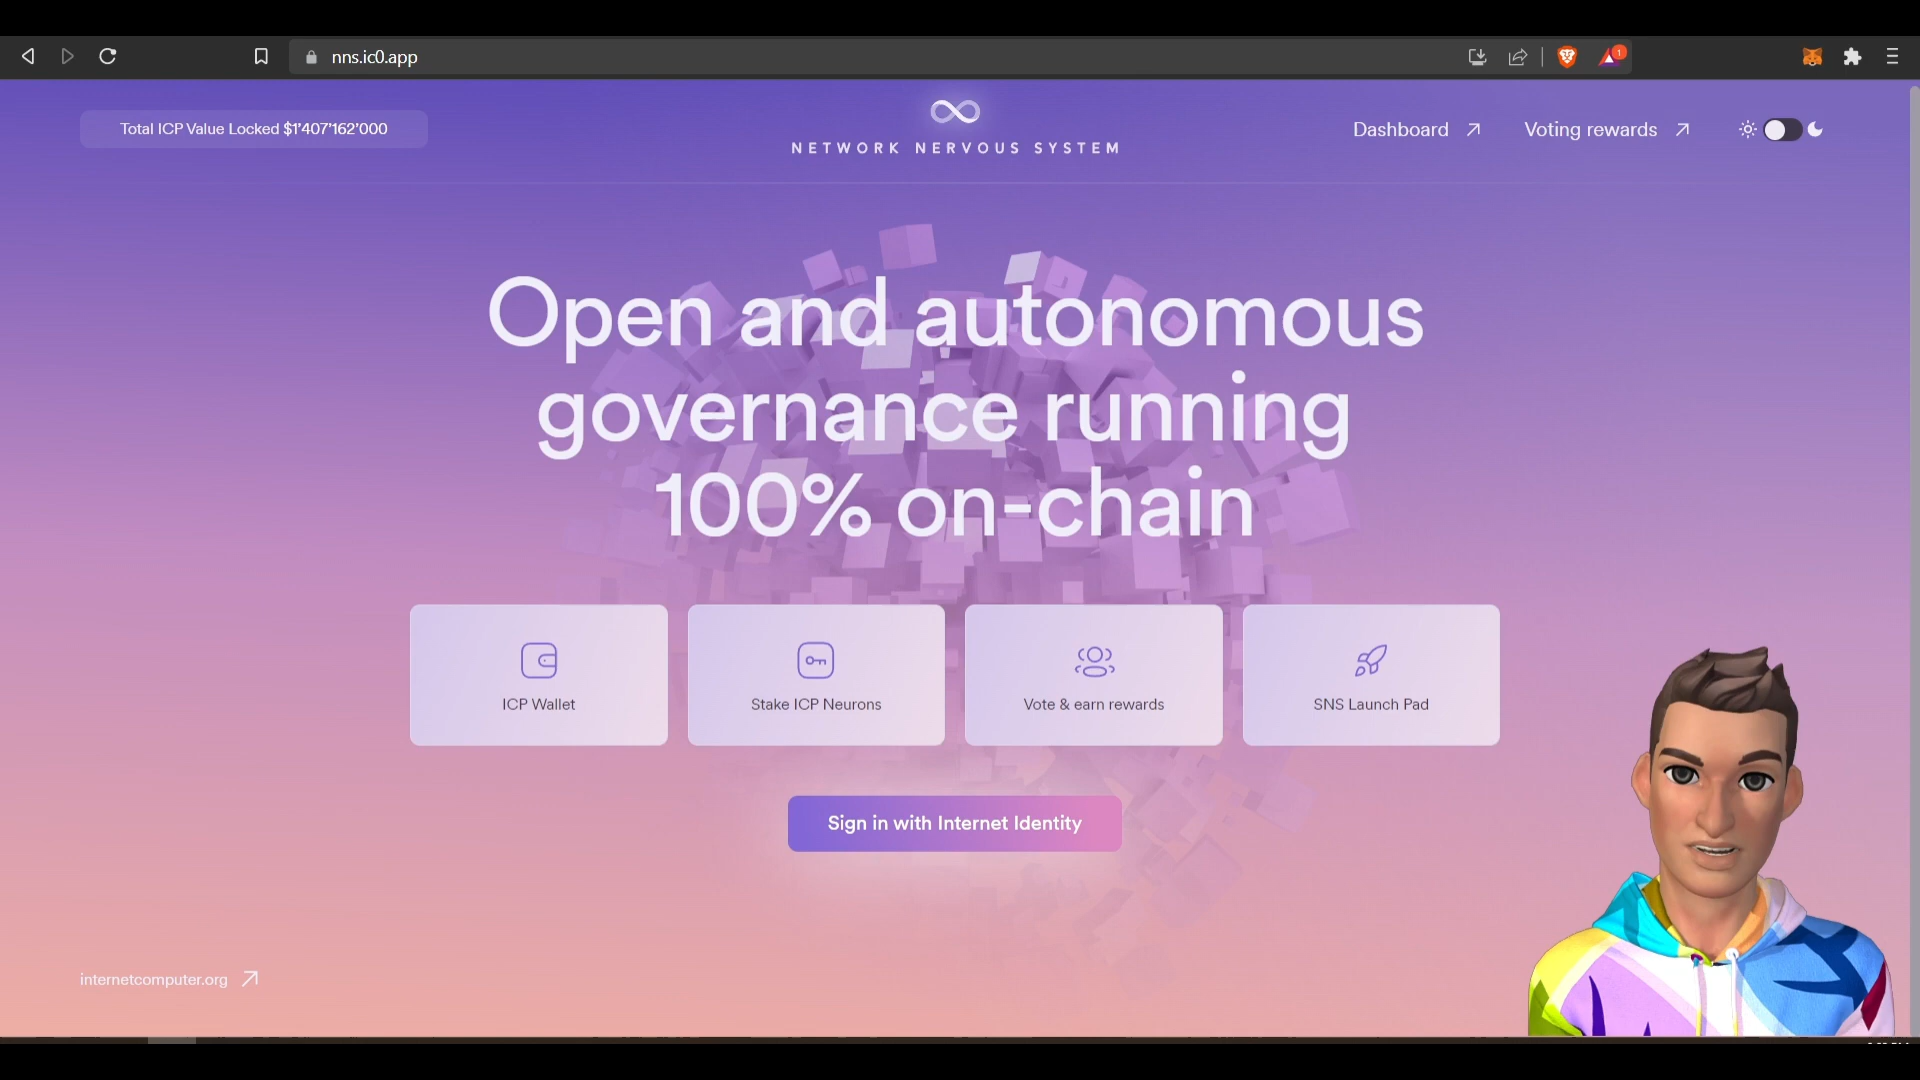 nns.ic0.app
1
Total ICP Value Locked $1'407'162'000
NETWORK NERVOUS SYSTEM
Dashboard
Voting rewards
Open and autonomous
governance running
100% on-chain
ICP Wallet
Stake ICP Neurons
Vote & earn rewards
SNS Launch Pad
Sign in with Internet Identity
internetcomputer.org